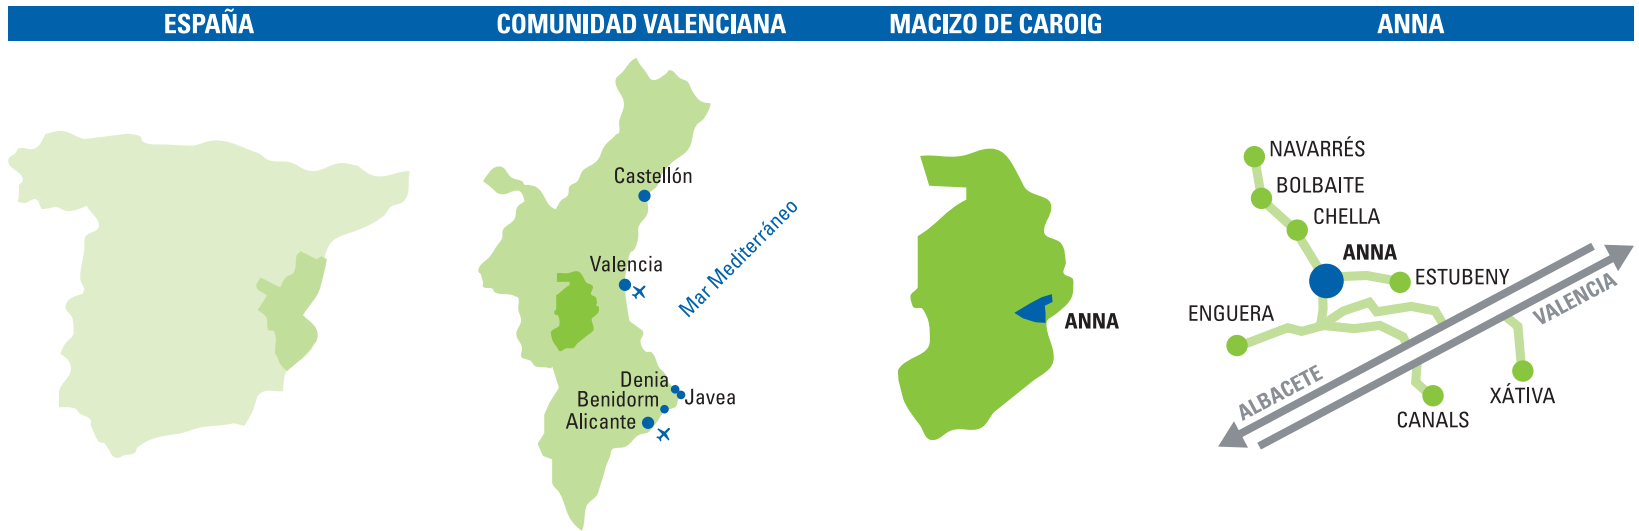 ESPAÑA
COMUNIDAD VALENCIANA
MACIZO DE CAROIG
ANNA
Castellón
Valencia
Mar Mediterráneo
Denia
Javea
Benidorm
Alicante
ANNA
NAVARRÉS
BOLBAITE
CHELLA
ANNA
ESTUBENY
ENGUERA
VALENCIA
ALBACETE
XÁTIVA
CANALS